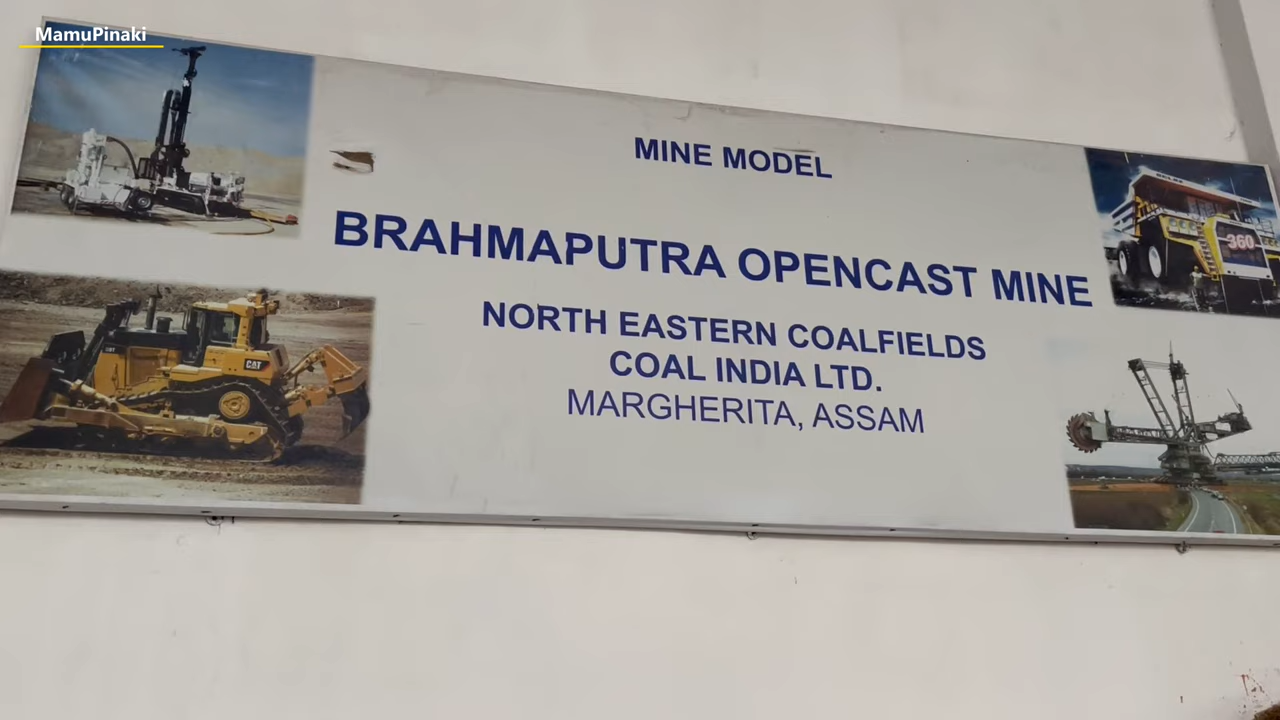 MamuPinaki
MINE MODEL
BRAHMAPUTRA OPENCAST MINE
NORTH EASTERN COALFIELDS
COAL INDIA LTD.
MARGHERITA, ASSAM
360
CAT